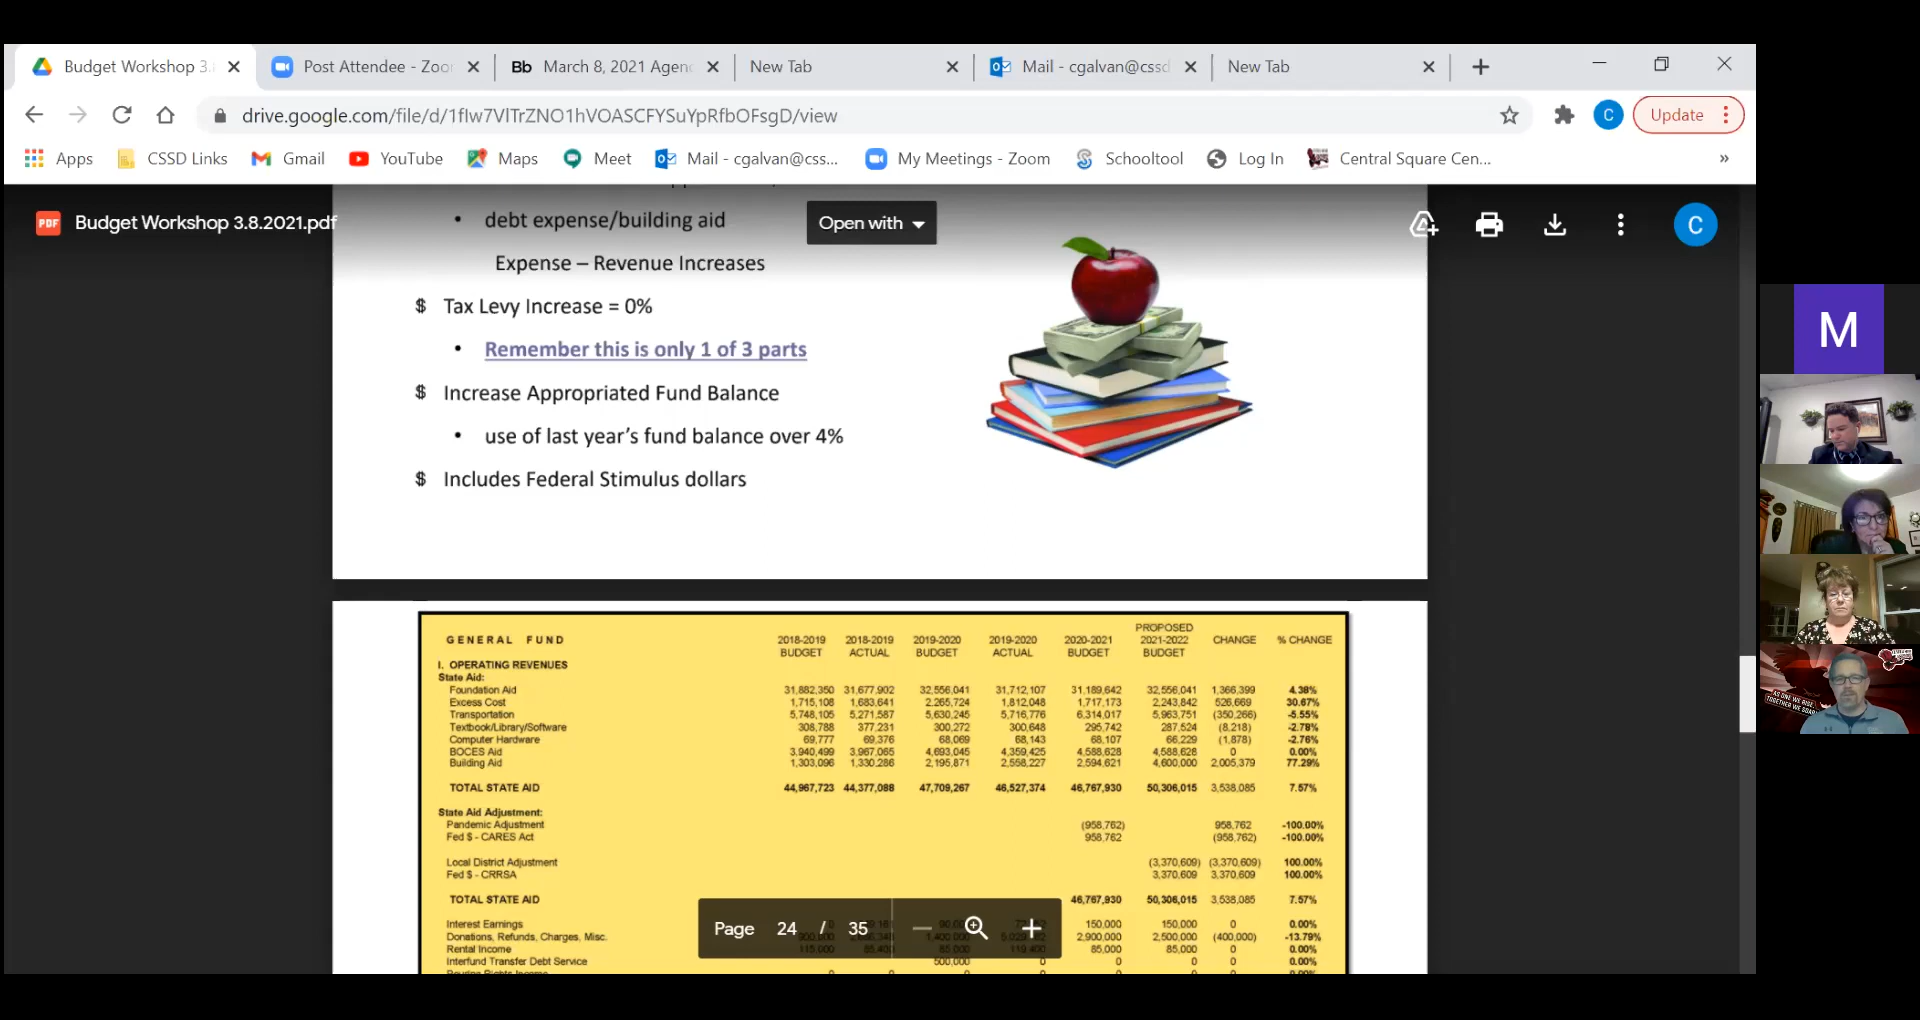 Budget Workshop 3.
Post Attendee - Zoo
Bb March 8, 2021 Agen
New Tab
Mail - cgalvan@cssd
New Tab
drive.google.com/file/d/1fIw7VlTrZNO1hVOASCFYSuYpRfbOFsgD/view
C
Update
Apps
CSSD Links
Gmail
YouTube
Maps
Meet
Mail - cgalvan@css...
My Meetings - Zoom
Schooltool
Log In
Central Square Cen...
»
PDF Budget Workshop 3.8.2021.pdf
Open with
C
• debt expense/building aid
Expense – Revenue Increases
$ Tax Levy Increase = 0%
• Remember this is only 1 of 3 parts
$ Increase Appropriated Fund Balance
• use of last year's fund balance over 4%
$ Includes Federal Stimulus dollars
M
AS ONE WE RISE,
TOGETHER WE SOAR
GENERAL FUND 2018-2019 BUDGET 2018-2019 ACTUAL 2019-2020 BUDGET 2019-2020 ACTUAL 2020-2021 BUDGET PROPOSED 2021-2022 BUDGET CHANGE % CHANGE
I. OPERATING REVENUES
State Aid:
Foundation Aid 31,882,350 31,677,902 32,556,041 31,712,107 31,189,642 32,556,041 1,366,399 4.38%
Excess Cost 1,715,108 1,683,641 2,265,724 1,812,048 1,717,173 2,243,842 526,669 30.67%
Transportation 5,748,105 5,271,587 5,630,245 5,716,776 6,314,017 5,963,751 (350,266) -5.55%
Textbook/Library/Software 308,788 377,231 300,272 300,648 295,742 287,524 (8,218) -2.78%
Computer Hardware 69,777 69,376 68,069 68,143 68,107 66,229 (1,878) -2.76%
BOCES Aid 3,940,499 3,967,065 4,693,045 4,359,425 4,588,628 4,588,628 0 0.00%
Building Aid 1,303,096 1,330,286 2,195,871 2,558,227 2,594,621 4,600,000 2,005,379 77.29%
TOTAL STATE AID 44,967,723 44,377,088 47,709,267 46,527,374 46,767,930 50,306,015 3,538,085 7.57%
State Aid Adjustment:
Pandemic Adjustment (958,762) 958,762 -100.00%
Fed $ - CARES Act 958,762 (958,762) -100.00%
Local District Adjustment (3,370,609) (3,370,609) 100.00%
Fed $ - CRRSA 3,370,609 3,370,609 100.00%
TOTAL STATE AID 46,767,930 50,306,015 3,538,085 7.57%
Interest Earnings 150,000 150,000 0 0.00%
Donations, Refunds, Charges, Misc. 2,900,000 2,500,000 (400,000) -13.79%
Rental Income 115,000 85,400 85,000 119,400 85,000 85,000 0 0.00%
Interfund Transfer Debt Service 500,000 0 0 0 0 0.00%
Page 24 / 35